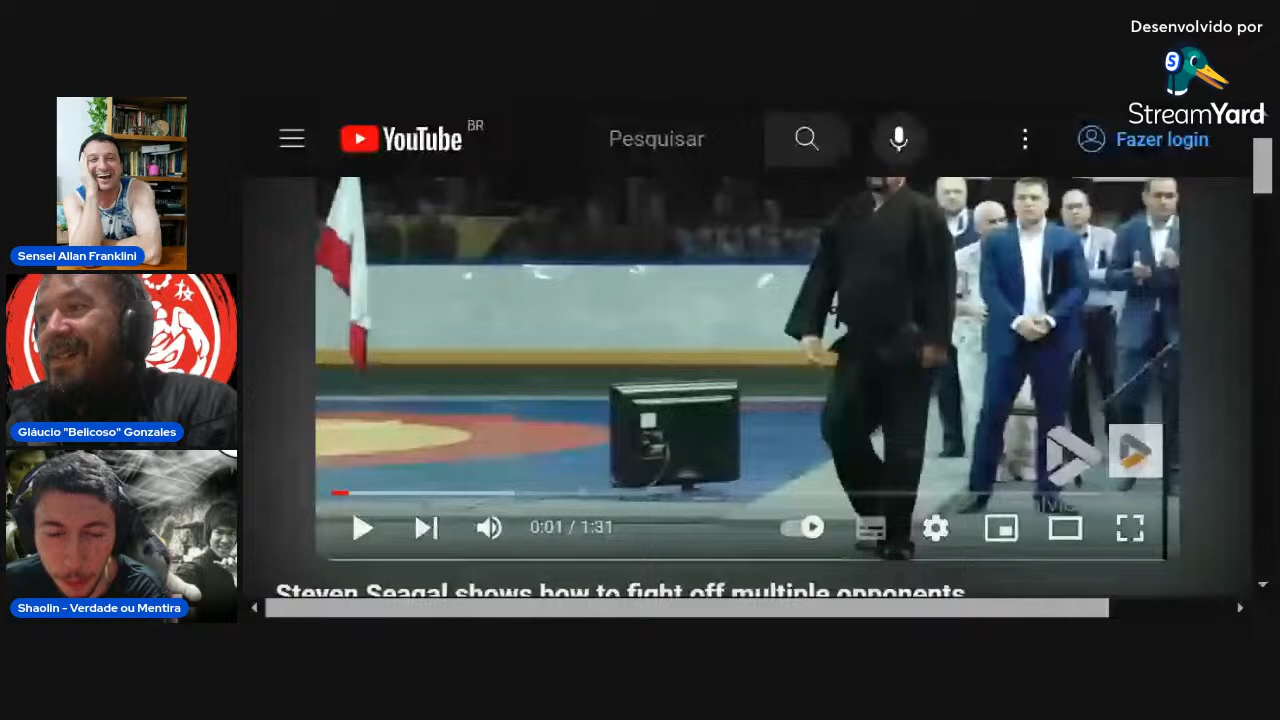 Desenvolvido por
StreamYard
YouTube BR
Pesquisar
Fazer login
Sensei Allan Franklini
Gláucio "Belicoso" Gonzales
Shaolin - Verdade ou Mentira
0:01 / 1:31
Steven Seagal shows how to fight off multiple opponents